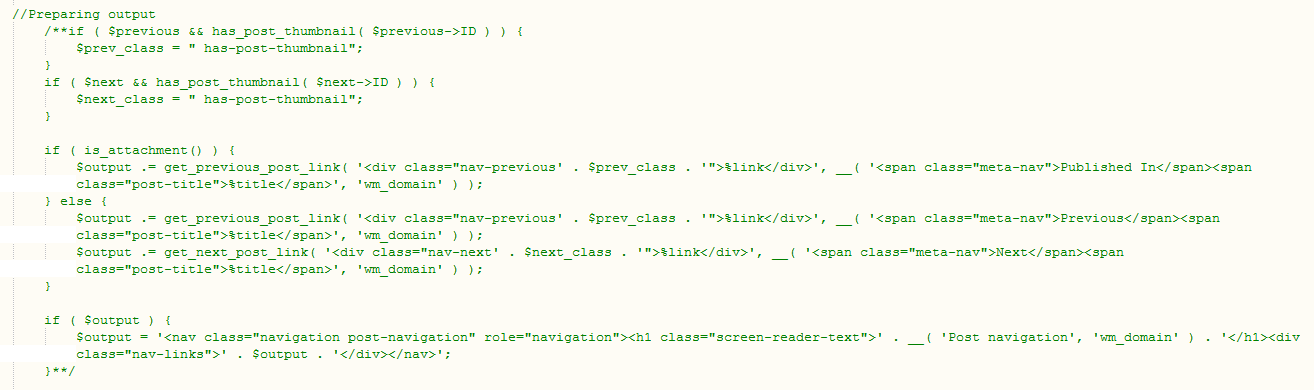 //Preparing output
/**if ( $previous && has_post_thumbnail( $previous->ID ) ) {
$prev_class = " has-post-thumbnail";
}
if ( $next && has_post_thumbnail( $next->ID ) ) {
$next_class = " has-post-thumbnail";
}
if ( is_attachment() ) {
$output .= get_previous_post_link( '<div class="nav-previous' . $prev_class . '">%link</div>', __( '<span class="meta-nav">Published In</span><span
class="post-title">%title</span>', 'wm_domain' ) );
} else {
$output .= get_previous_post_link( '<div class="nav-previous' . $prev_class . '">%link</div>', __( '<span class="meta-nav">Previous</span><span
class="post-title">%title</span>', 'wm_domain' ) );
$output .= get_next_post_link( '<div class="nav-next' . $next_class . '">%link</div>', __( '<span class="meta-nav">Next</span><span
class="post-title">%title</span>', 'wm_domain' ) );
}
if ( $output ) {
$output = '<nav class="navigation post-navigation" role="navigation"><h1 class="screen-reader-text">' . __( 'Post navigation', 'wm_domain' ) . '</h1><div
class="nav-links">' . $output . '</div></nav>';
}**/